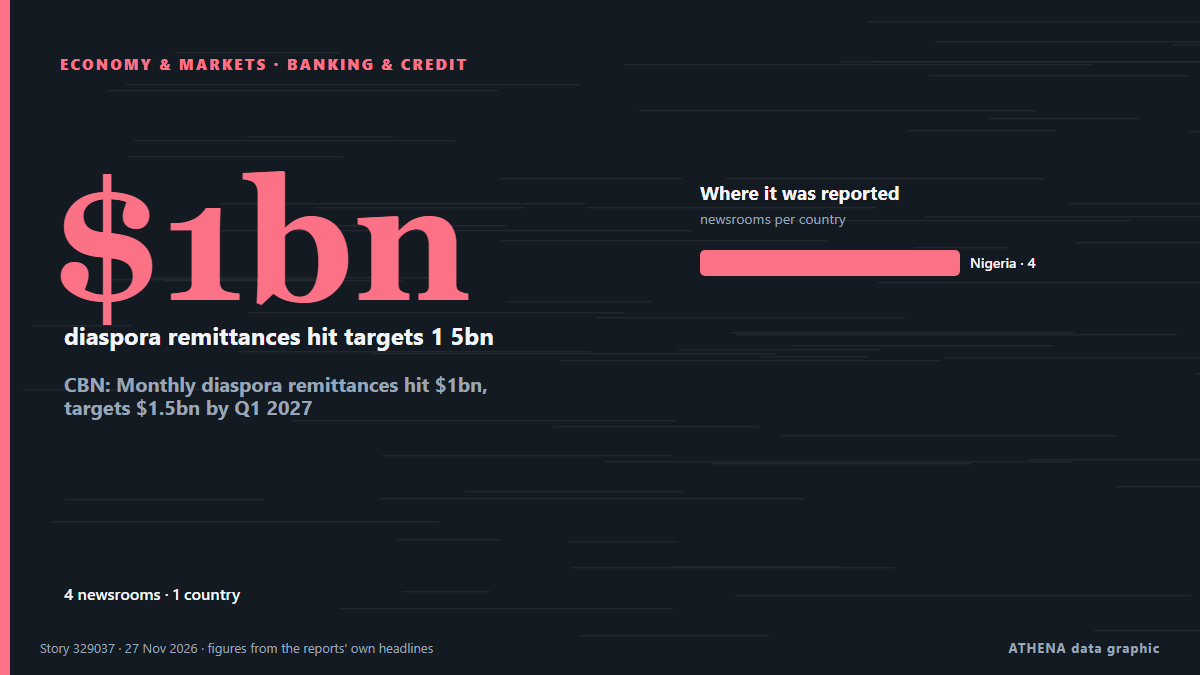 ECONOMY & MARKETS · BANKING & CREDIT
$1bn
diaspora remittances hit targets 1 5bn
CBN: Monthly diaspora remittances hit $1bn,
targets $1.5bn by Q1 2027
Where it was reported
newsrooms per country
Nigeria · 4
4 newsrooms · 1 country
Story 329037 · 27 Nov 2026 · figures from the reports' own headlines
ATHENA data graphic